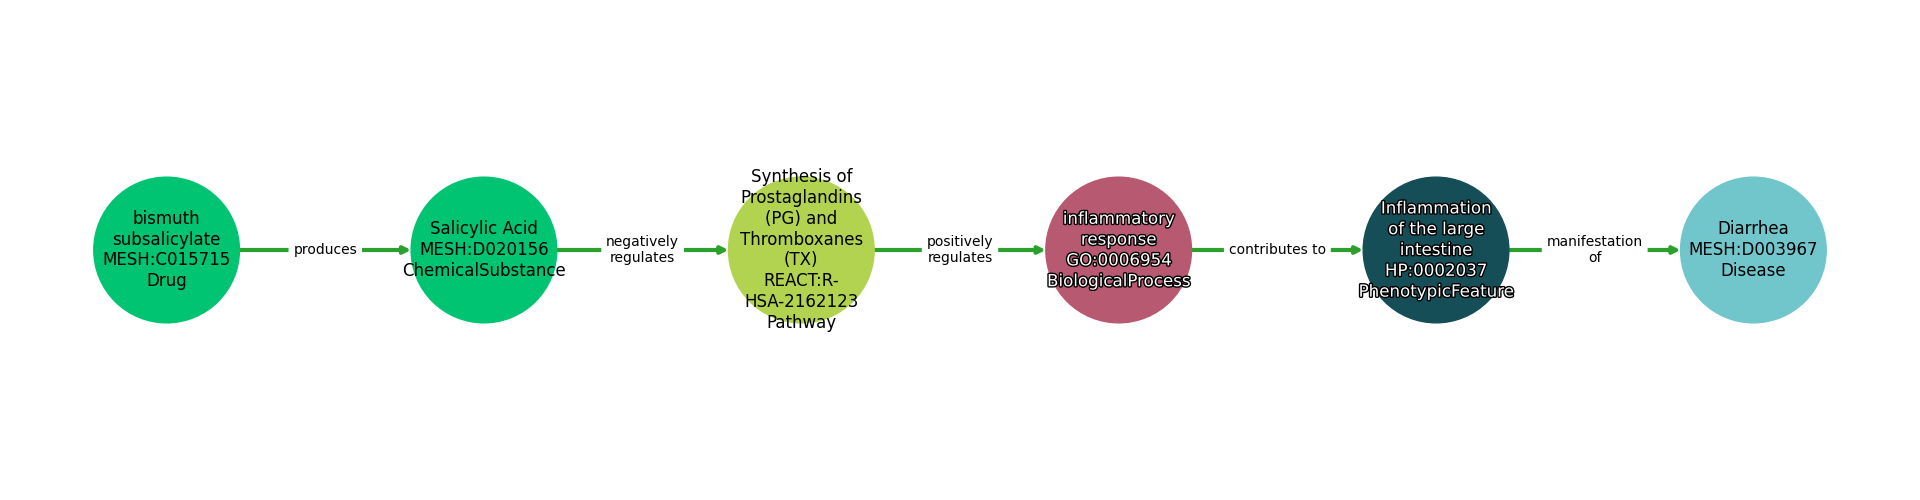 bismuth
subsalicylate
MESH:C015715
Drug
produces
Salicylic Acid
MESH:D020156
ChemicalSubstance
negatively
regulates
Synthesis of
Prostaglandins
(PG) and
Thromboxanes
(TX)
REACT:R-
HSA-2162123
Pathway
positively
regulates
inflammatory
response
GO:0006954
BiologicalProcess
contributes to
Inflammation
of the large
intestine
HP:0002037
PhenotypicFeature
manifestation
of
Diarrhea
MESH:D003967
Disease